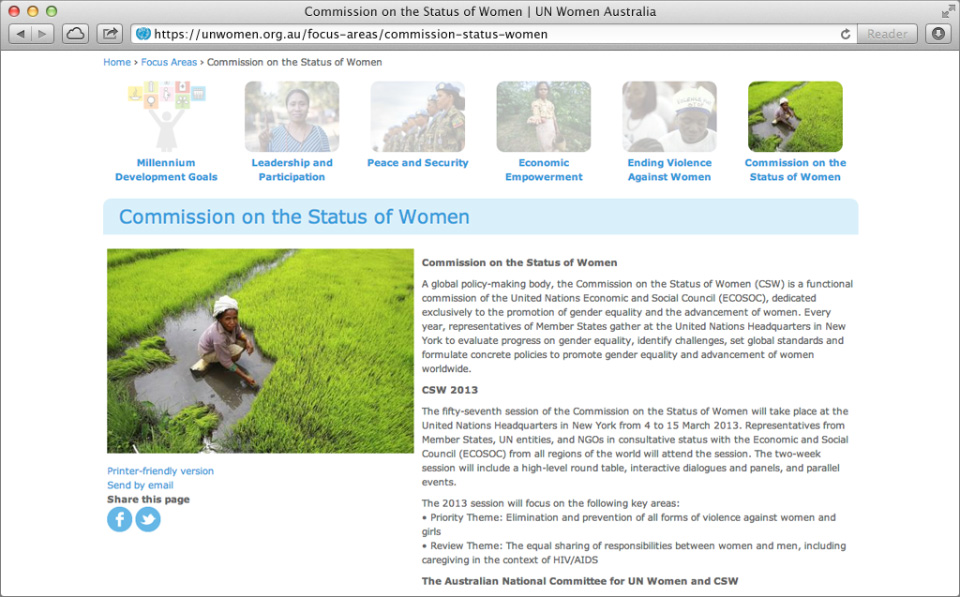 Commission on the Status of Women | UN Women Australia
https://unwomen.org.au/focus-areas/commission-status-women
Reader
Home › Focus Areas › Commission on the Status of Women
Millennium
Development Goals
Leadership and
Participation
Peace and Security
Economic
Empowerment
Ending Violence
Against Women
Commission on the
Status of Women
Commission on the Status of Women
Commission on the Status of Women
A global policy-making body, the Commission on the Status of Women (CSW) is a functional
commission of the United Nations Economic and Social Council (ECOSOC), dedicated
exclusively to the promotion of gender equality and the advancement of women. Every
year, representatives of Member States gather at the United Nations Headquarters in New
York to evaluate progress on gender equality, identify challenges, set global standards and
formulate concrete policies to promote gender equality and advancement of women
worldwide.
CSW 2013
The fifty-seventh session of the Commission on the Status of Women will take place at the
United Nations Headquarters in New York from 4 to 15 March 2013. Representatives from
Member States, UN entities, and NGOs in consultative status with the Economic and Social
Council (ECOSOC) from all regions of the world will attend the session. The two-week
session will include a high-level round table, interactive dialogues and panels, and parallel
events.
The 2013 session will focus on the following key areas:
• Priority Theme: Elimination and prevention of all forms of violence against women and
girls
• Review Theme: The equal sharing of responsibilities between women and men, including
caregiving in the context of HIV/AIDS
The Australian National Committee for UN Women and CSW
Printer-friendly version
Send by email
Share this page